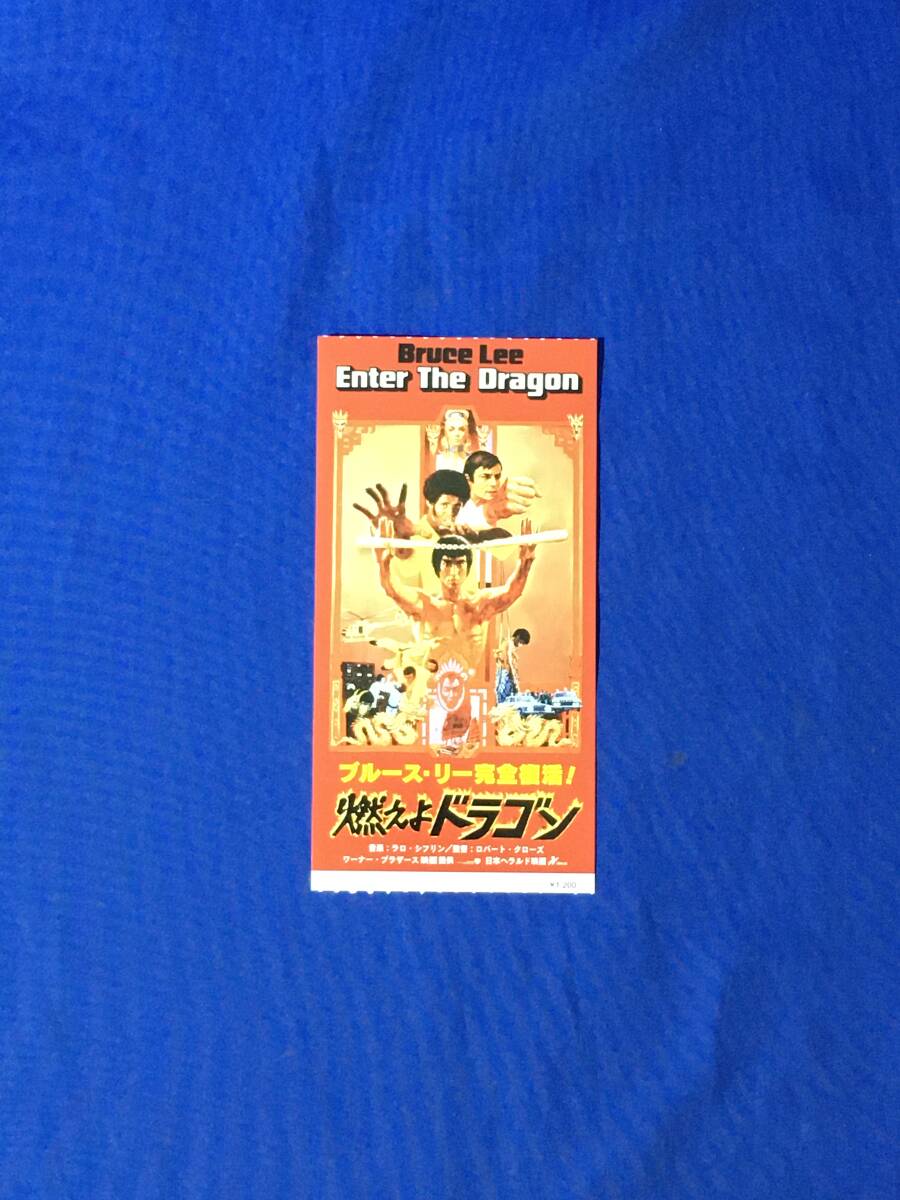 Bruce Lee
Enter The Dragon
ブルース・リー完全復活!
燃えよドラゴン
音楽:ラロ・シフリン/監督:ロバート・クローズ
ワーナー・ブラザース映画提供 日本ヘラルド映画
¥1,200